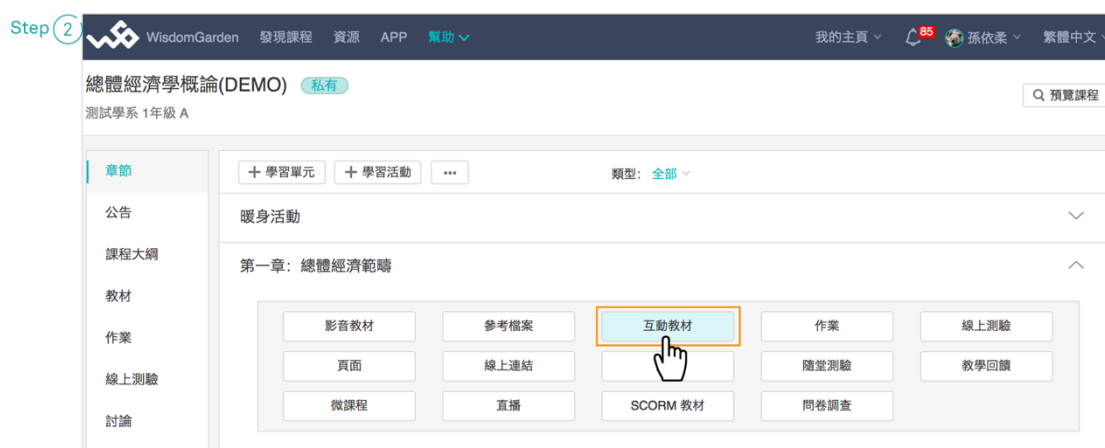 Step 2
WisdomGarden 發現課程 資源 APP 幫助 我的主頁 85 孫依柔 繁體中文
總體經濟學概論(DEMO) 私有
測試學系 1年級 A
預覽課程
章節
公告
課程大綱
教材
作業
線上測驗
討論
+ 學習單元 + 學習活動 ••• 類型: 全部
暖身活動
第一章: 總體經濟範疇
影音教材 參考檔案 互動教材 作業 線上測驗
頁面 線上連結 隨堂測驗 教學回饋
微課程 直播 SCORM 教材 問卷調查